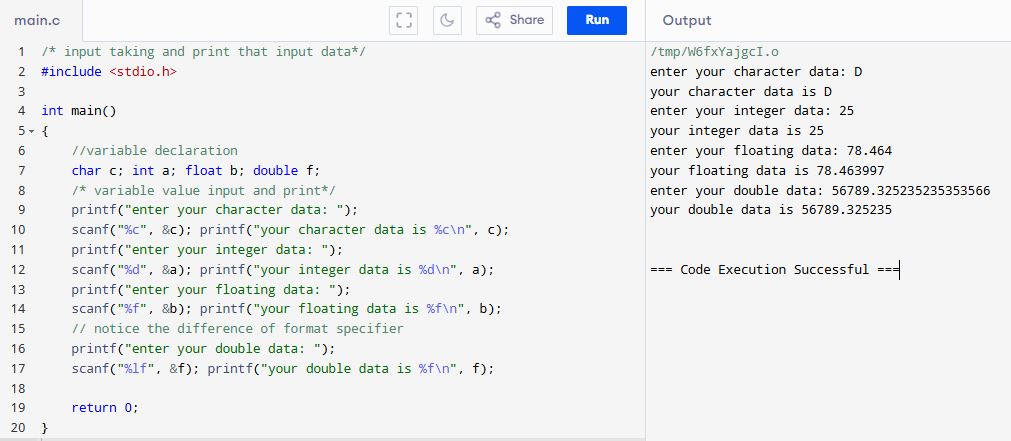 main.c
Share
Run
Output
1 /* input taking and print that input data*/
2 #include <stdio.h>
3
4 int main()
5 {
6 //variable declaration
7 char c; int a; float b; double f;
8 /* variable value input and print*/
9 printf("enter your character data: ");
10 scanf("%c", &c); printf("your character data is %c\n", c);
11 printf("enter your integer data: ");
12 scanf("%d", &a); printf("your integer data is %d\n", a);
13 printf("enter your floating data: ");
14 scanf("%f", &b); printf("your floating data is %f\n", b);
15 // notice the difference of format specifier
16 printf("enter your double data: ");
17 scanf("%lf", &f); printf("your double data is %f\n", f);
18
19 return 0;
20 }
/tmp/W6fxYajgcI.o
enter your character data: D
your character data is D
enter your integer data: 25
your integer data is 25
enter your floating data: 78.464
your floating data is 78.463997
enter your double data: 56789.325235235353566
your double data is 56789.325235
=== Code Execution Successful ===